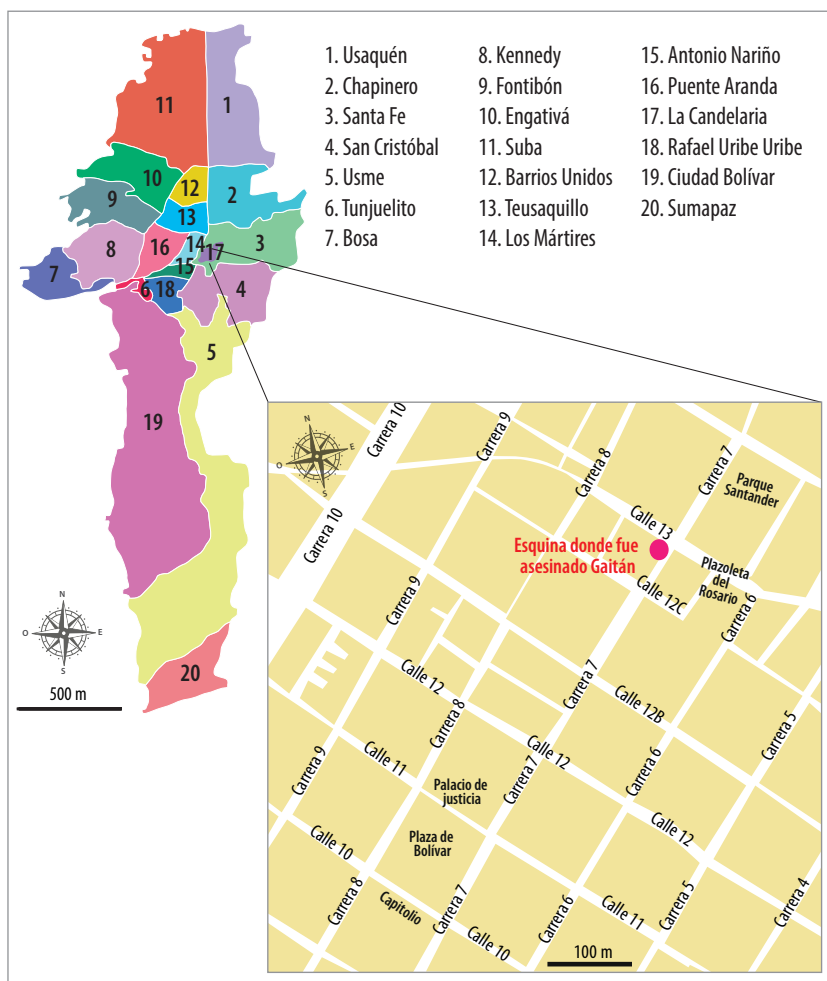 1. Usaquén
2. Chapinero
3. Santa Fe
4. San Cristóbal
5. Usme
6. Tunjuelito
7. Bosa
8. Kennedy
9. Fontibón
10. Engativá
11. Suba
12. Barrios Unidos
13. Teusaquillo
14. Los Mártires
15. Antonio Nariño
16. Puente Aranda
17. La Candelaria
18. Rafael Uribe Uribe
19. Ciudad Bolívar
20. Sumapaz
11
1
10
12
2
9
13
8
16
14
3
17
7
15
6
18
4
5
19
20
N
O
E
S
500 m
N
O
E
S
Carrera 10
Carrera 9
Carrera 8
Carrera 7
Parque
Santander
Carrera 10
Calle 13
Esquina donde fue
asesinado Gaitán
Plazoleta
del
Rosario
Calle 12C
Carrera 9
Carrera 6
Calle 12
Carrera 7
Calle 12B
Carrera 8
Carrera 5
Calle 12
Carrera 9
Calle 11
Carrera 7
Carrera 6
Palacio de
justicia
Calle 10
Plaza de
Bolívar
Calle 12
Carrera 8
Capitolio
Carrera 7
Carrera 6
Carrera 5
Carrera 4
Calle 11
Calle 10
100 m